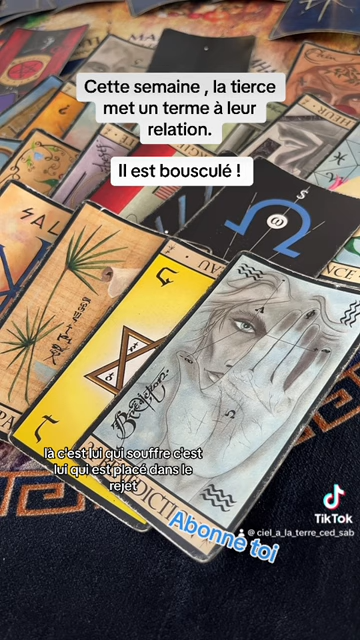 Cette semaine , la tierce
met un terme à leur
relation.
Il est bousculé !
SAL
là c'est lui qui souffre c'est
lui qui est placé dans le
rejet
Abonne toi
TikTok
@ ciel_a_la_terre_ced_sab